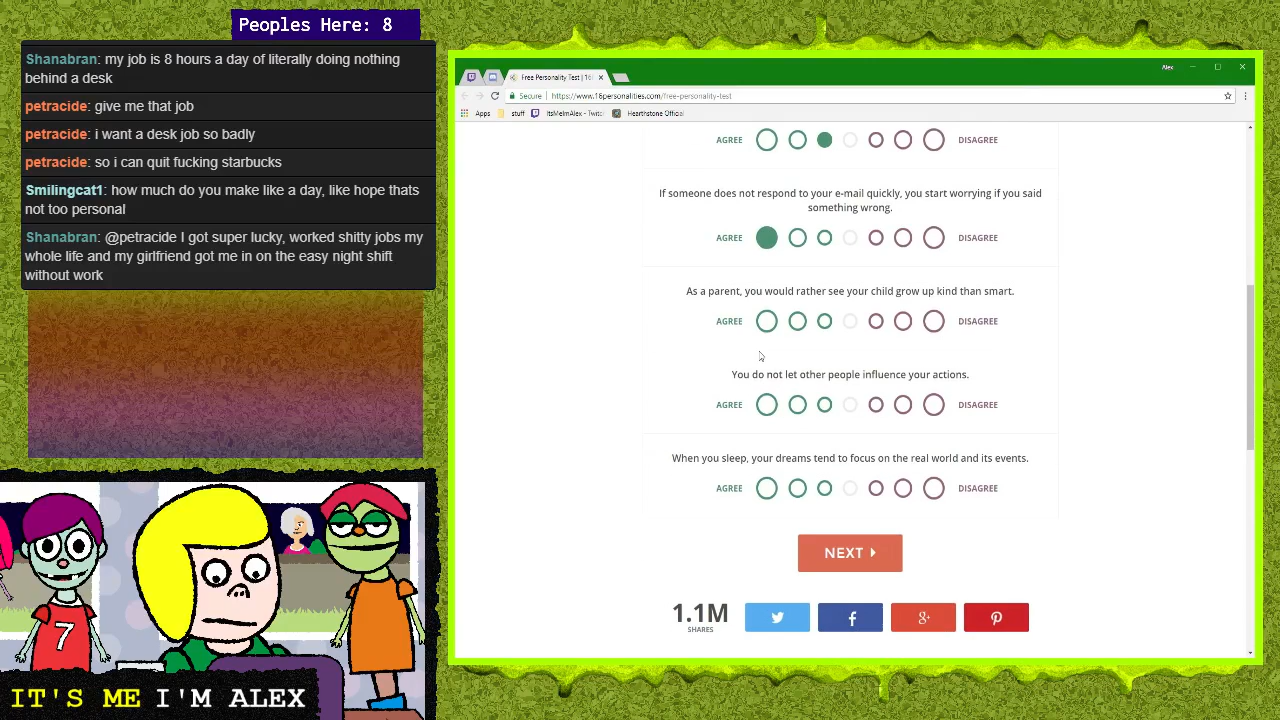 Peoples Here: 8
Shanabran: my job is 8 hours a day of literally doing nothing
behind a desk
petracide: give me that job
petracide: i want a desk job so badly
petracide: so i can quit fucking starbucks
Smilingcat1: how much do you make like a day, like hope thats
not too personal
Shanabran: @petracide I got super lucky, worked shitty jobs my
whole life and my girlfriend got me in on the easy night shift
without work
7
IT'S ME I'M ALEX
Free Personality Test | 16
Alex
Secure
https://www.16personalities.com/free-personality-test
Apps stuff ItsMeImAlex - Twitc Hearthstone Official
AGREE DISAGREE
If someone does not respond to your e-mail quickly, you start worrying if you said
something wrong.
AGREE DISAGREE
As a parent, you would rather see your child grow up kind than smart.
AGREE DISAGREE
You do not let other people influence your actions.
AGREE DISAGREE
When you sleep, your dreams tend to focus on the real world and its events.
AGREE DISAGREE
NEXT
1.1M
SHARES